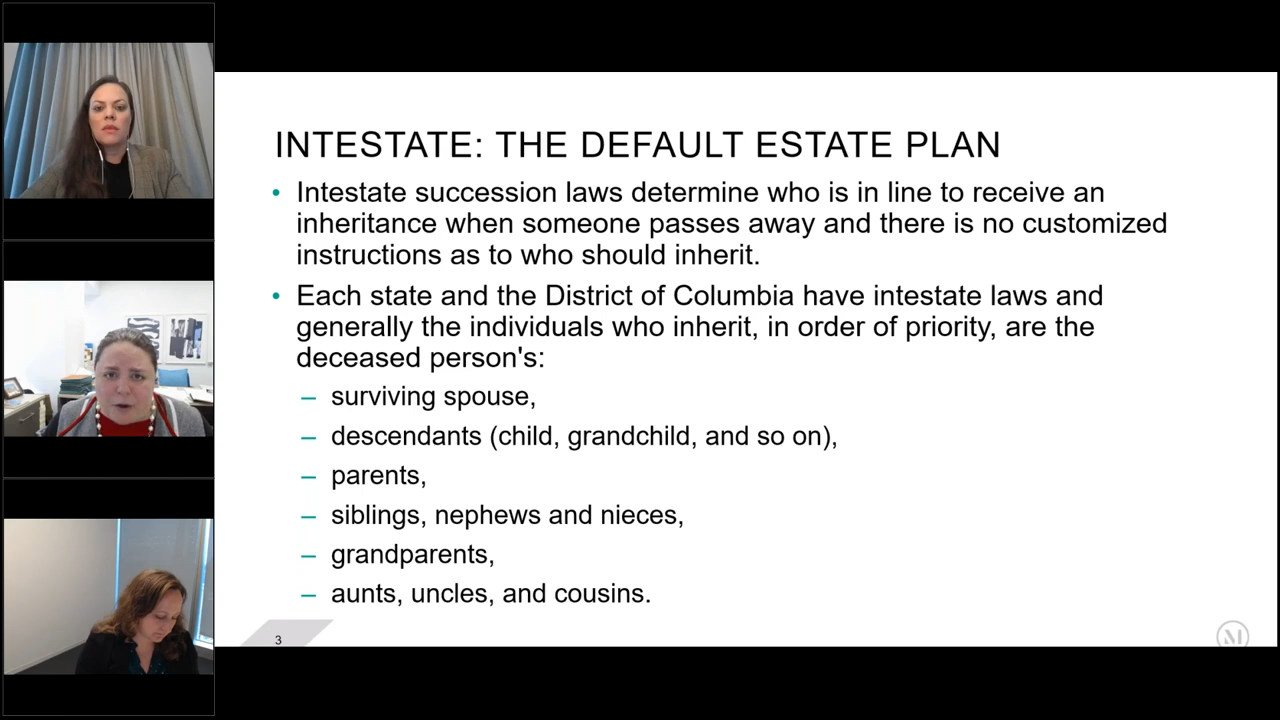 INTESTATE: THE DEFAULT ESTATE PLAN
• Intestate succession laws determine who is in line to receive an
inheritance when someone passes away and there is no customized
instructions as to who should inherit.
• Each state and the District of Columbia have intestate laws and
generally the individuals who inherit, in order of priority, are the
deceased person's:
– surviving spouse,
– descendants (child, grandchild, and so on),
– parents,
– siblings, nephews and nieces,
– grandparents,
– aunts, uncles, and cousins.
3
M